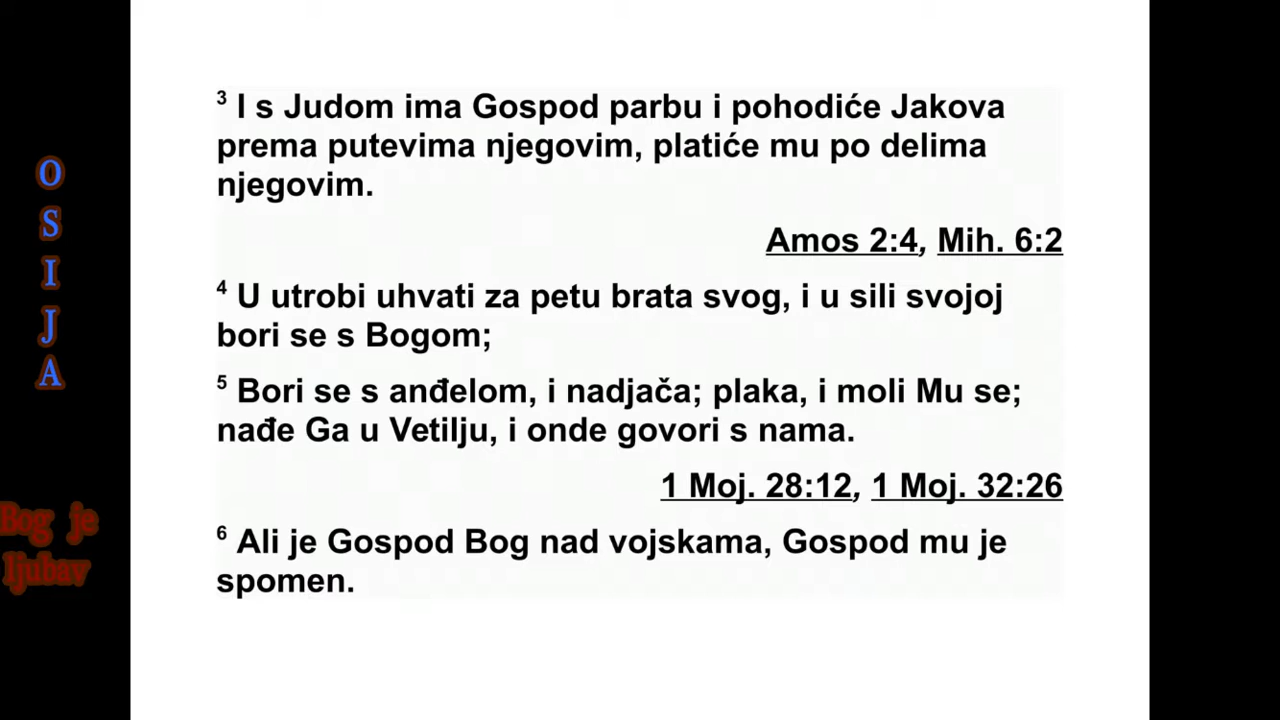 O
S
I
J
A
Bog je
ljubav
3 I s Judom ima Gospod parbu i pohodiće Jakova
prema putevima njegovim, platiće mu po delima
njegovim.
Amos 2:4, Mih. 6:2
4 U utrobi uhvati za petu brata svog, i u sili svojoj
bori se s Bogom;
5 Bori se s anđelom, i nadjača; plaka, i moli Mu se;
nađe Ga u Vetilju, i onde govori s nama.
1 Moj. 28:12, 1 Moj. 32:26
6 Ali je Gospod Bog nad vojskama, Gospod mu je
spomen.